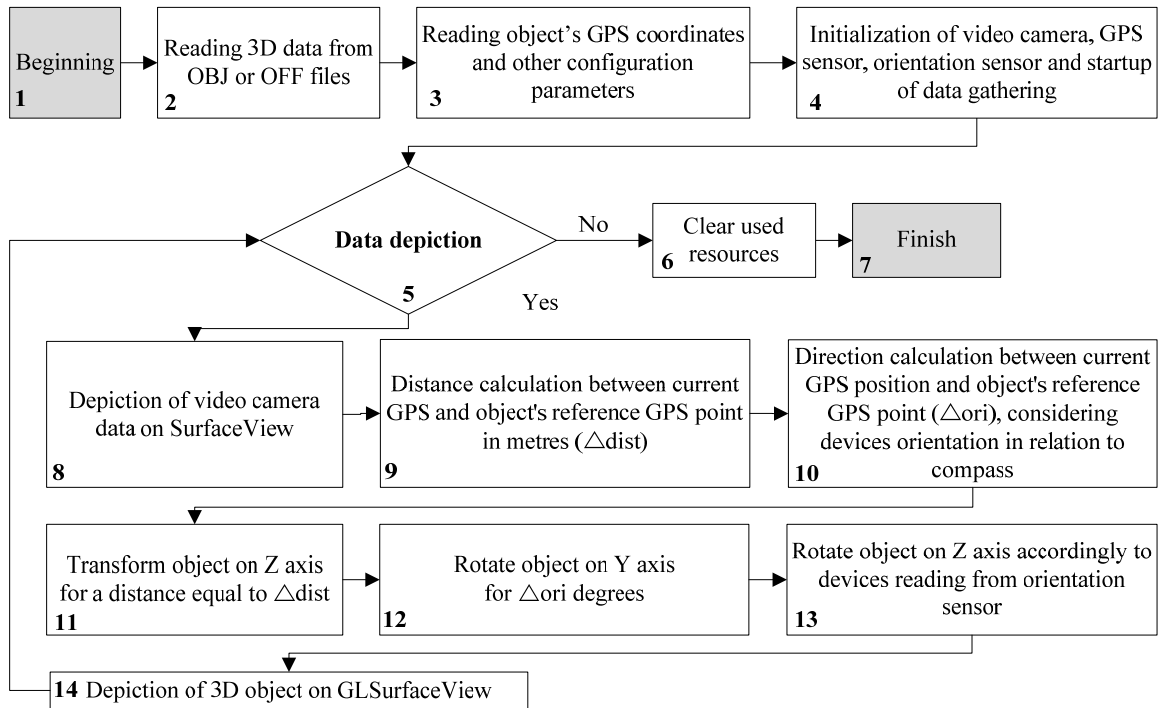 Beginning
1
Reading 3D data from
OBJ or OFF files
2
Reading object's GPS coordinates
and other configuration
parameters
3
Initialization of video camera, GPS
sensor, orientation sensor and startup
of data gathering
4
Data depiction
5
No
Clear used
resources
6
Finish
7
Yes
Depiction of video camera
data on SurfaceView
8
Distance calculation between current
GPS and object's reference GPS point
in metres (△dist)
9
Direction calculation between current
GPS position and object's reference
GPS point (△ori), considering
devices orientation in relation to
compass
10
Transform object on Z axis
for a distance equal to △dist
11
Rotate object on Y axis
for △ori degrees
12
Rotate object on Z axis accordingly to
devices reading from orientation
sensor
13
14 Depiction of 3D object on GLSurfaceView